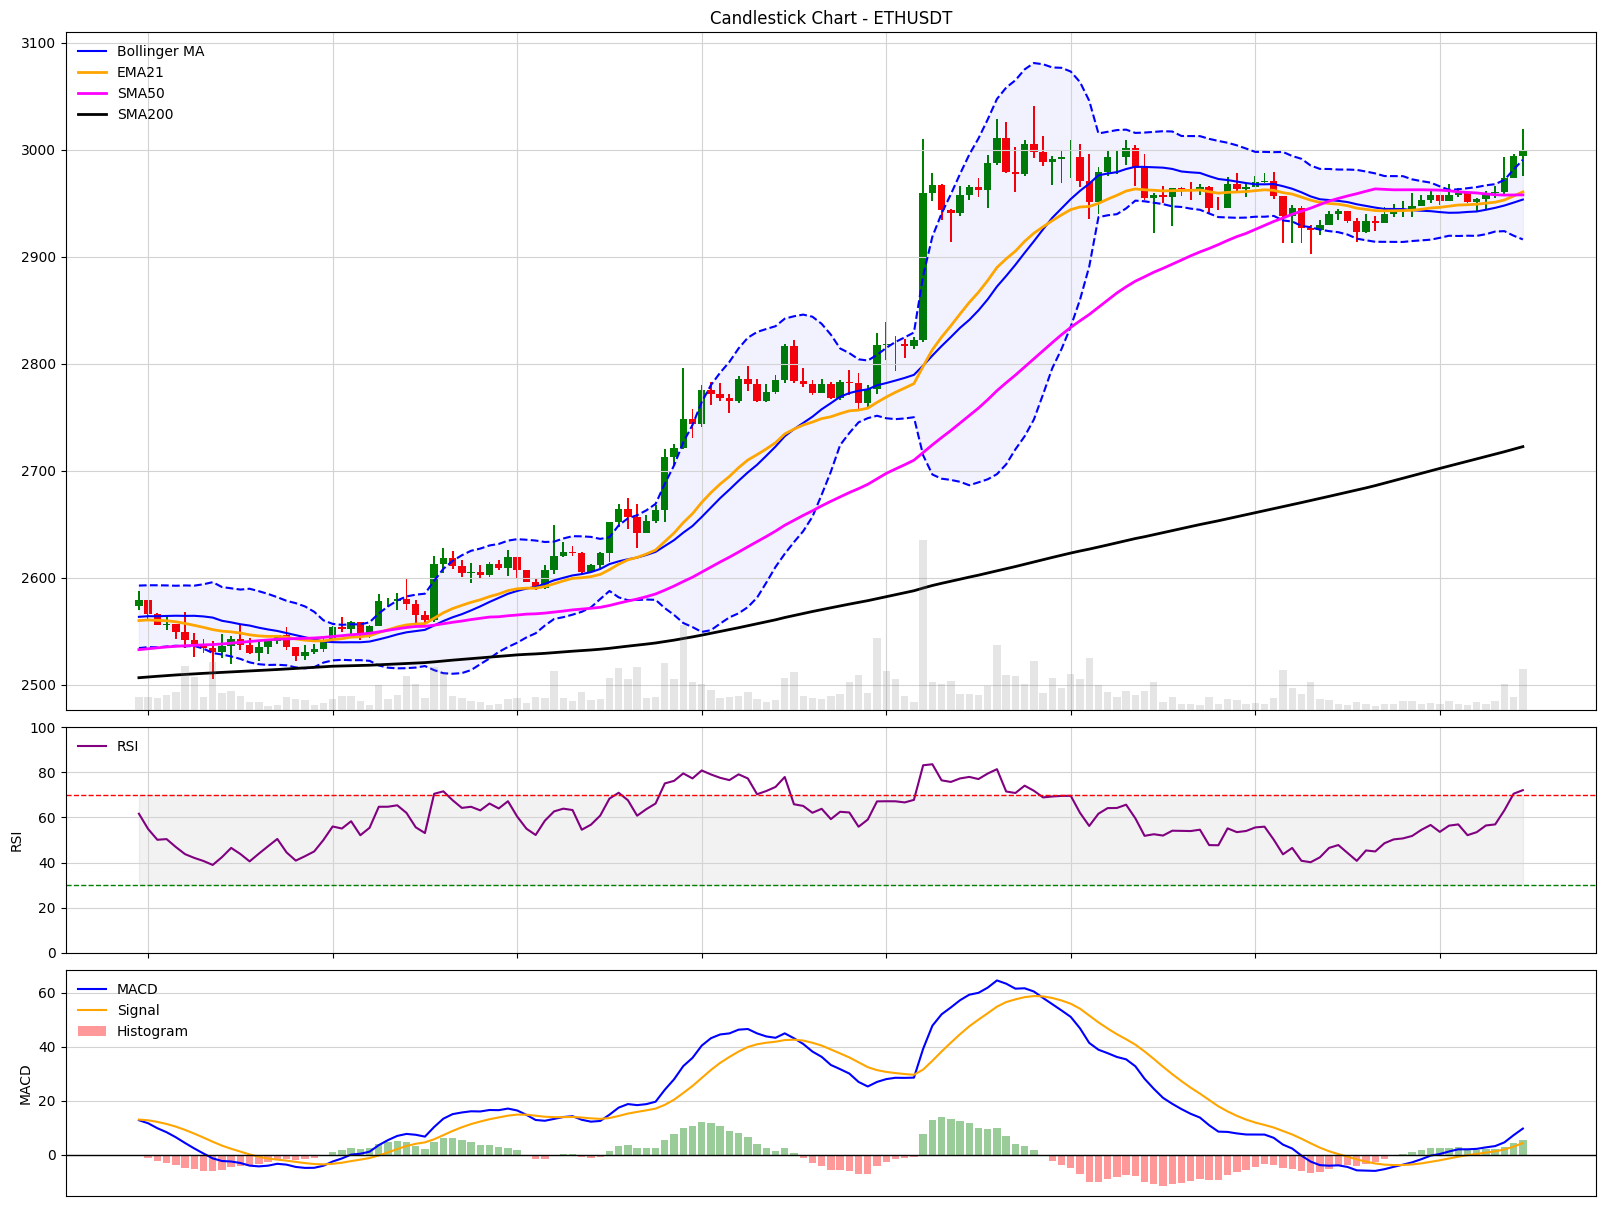 Candlestick Chart - ETHUSDT
Bollinger MA
EMA21
SMA50
SMA200
3100
3000
2900
2800
2700
2600
2500
RSI
RSI
100
80
60
40
20
0
MACD
Signal
Histogram
MACD
60
40
20
0